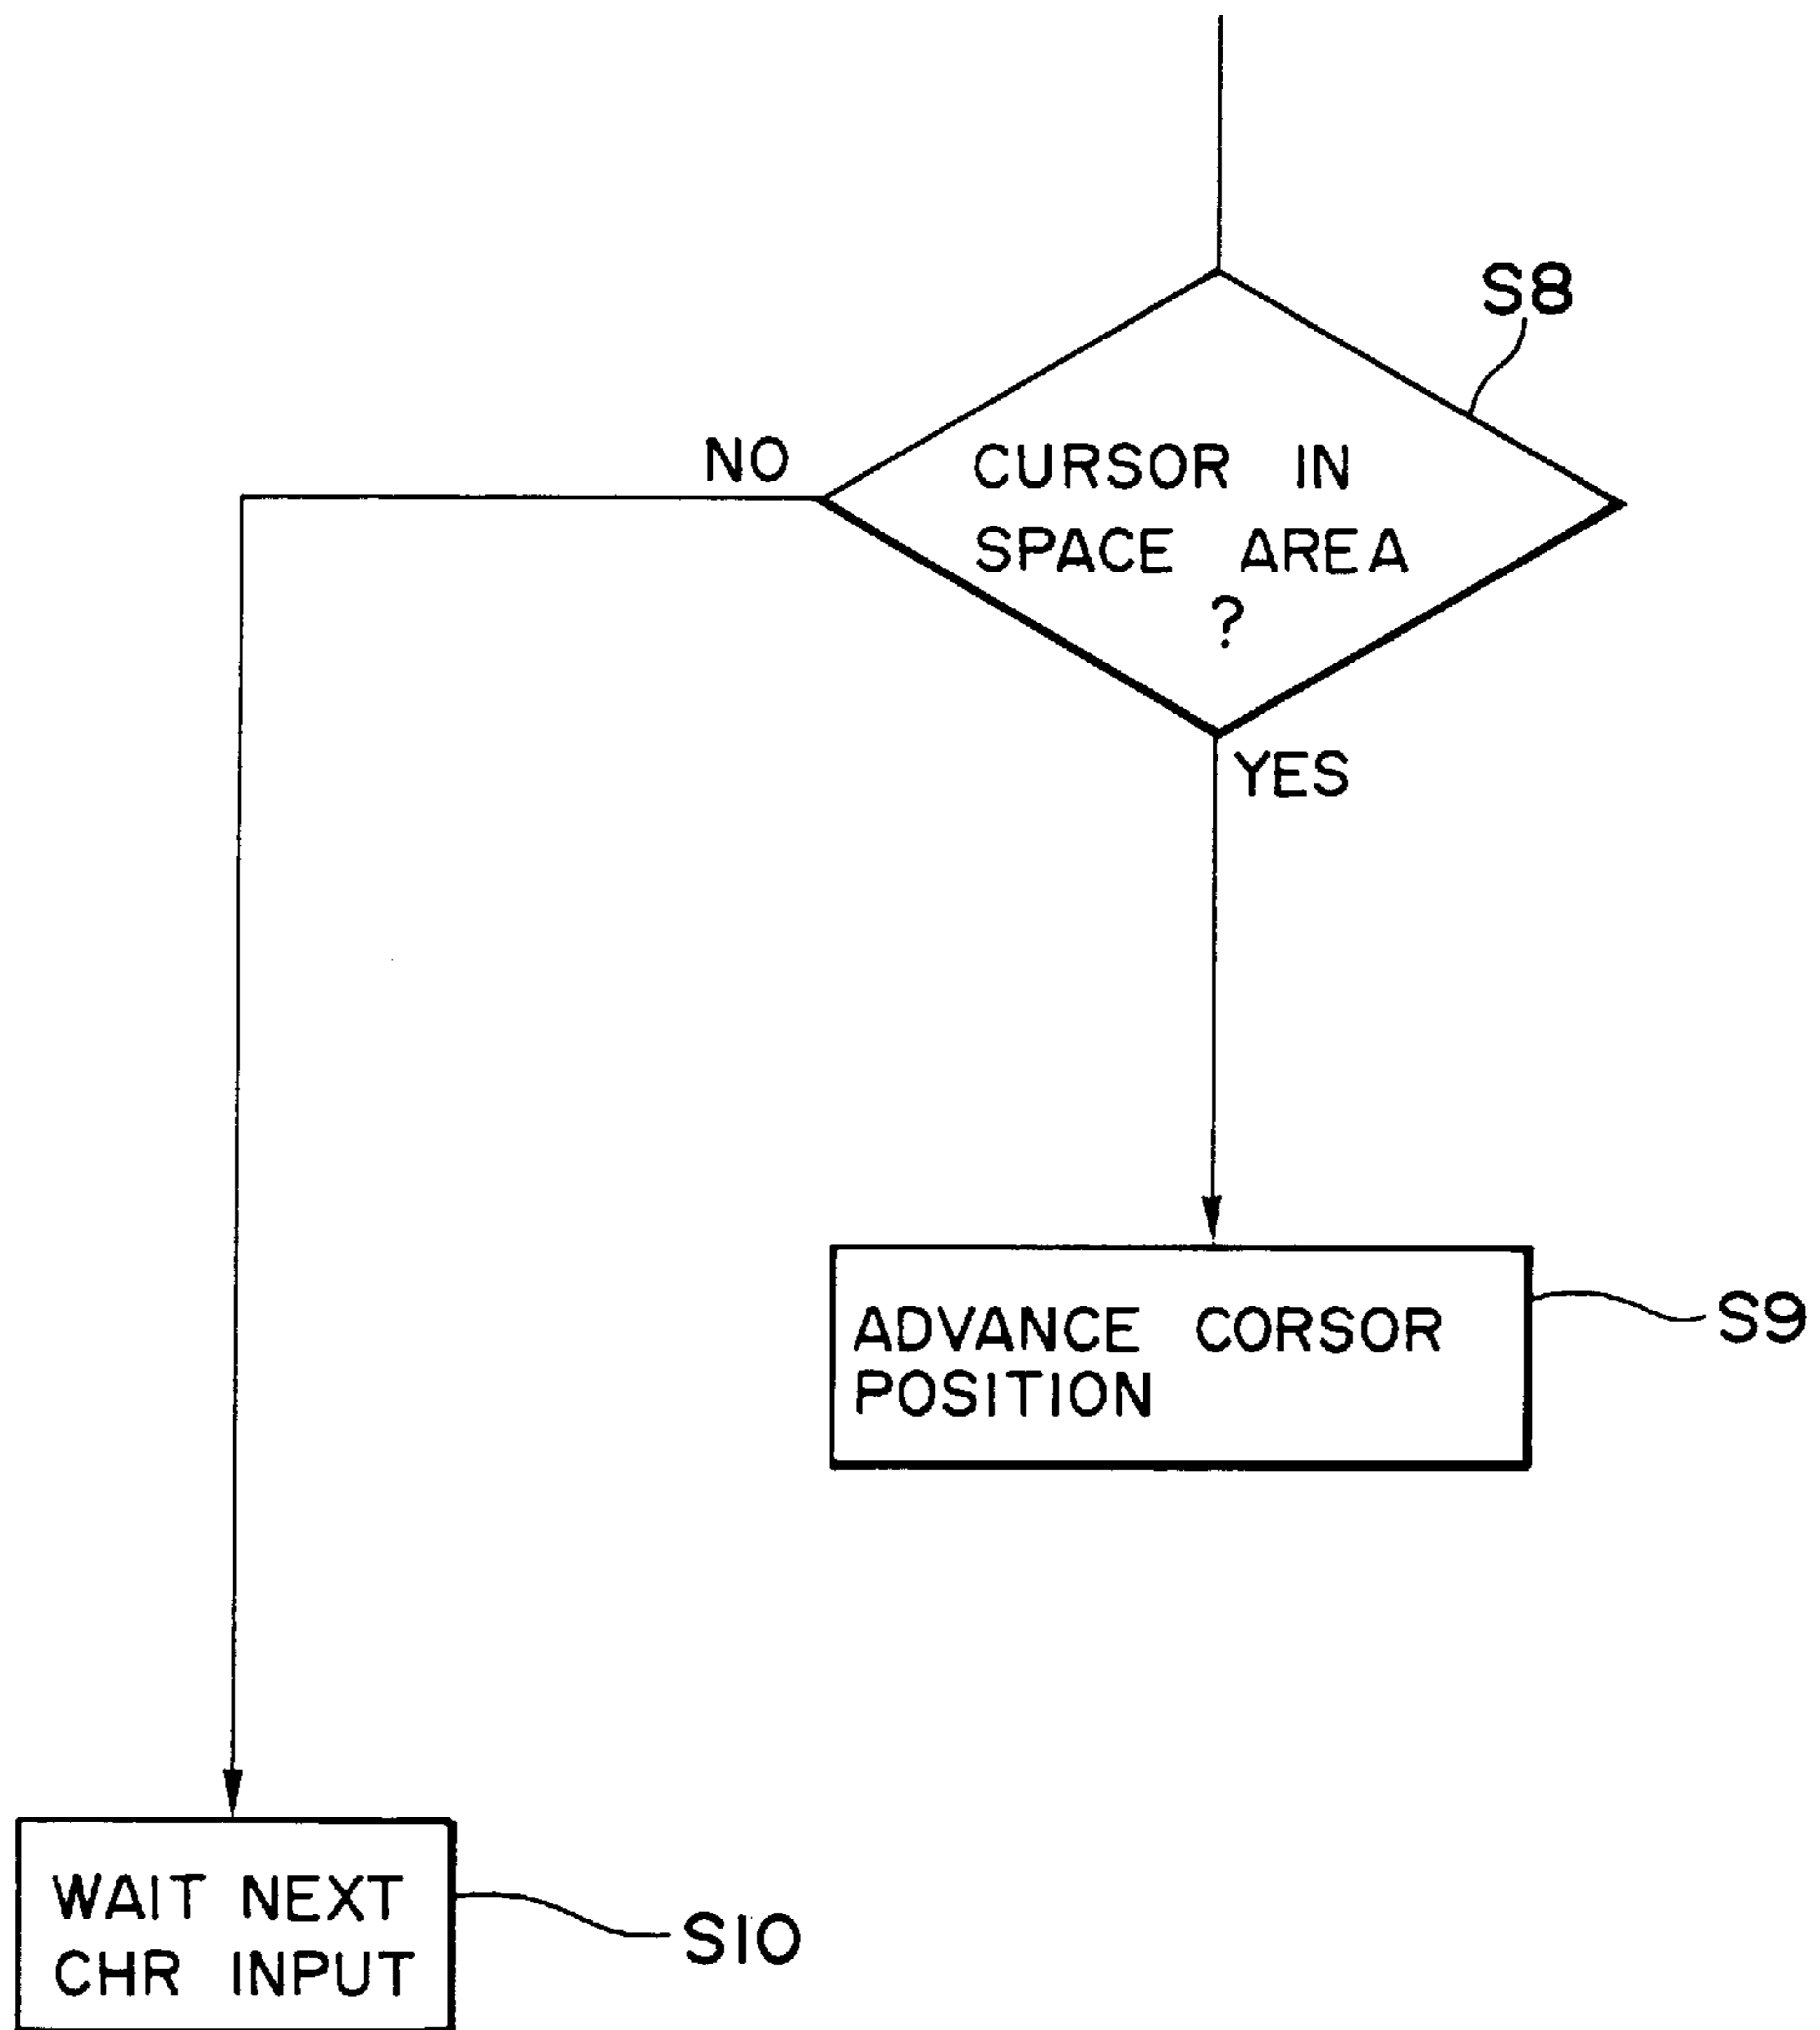 S8
NO
CURSOR IN
SPACE AREA
?
YES
ADVANCE CORSOR
POSITION
S9
WAIT NEXT
CHR INPUT
S10